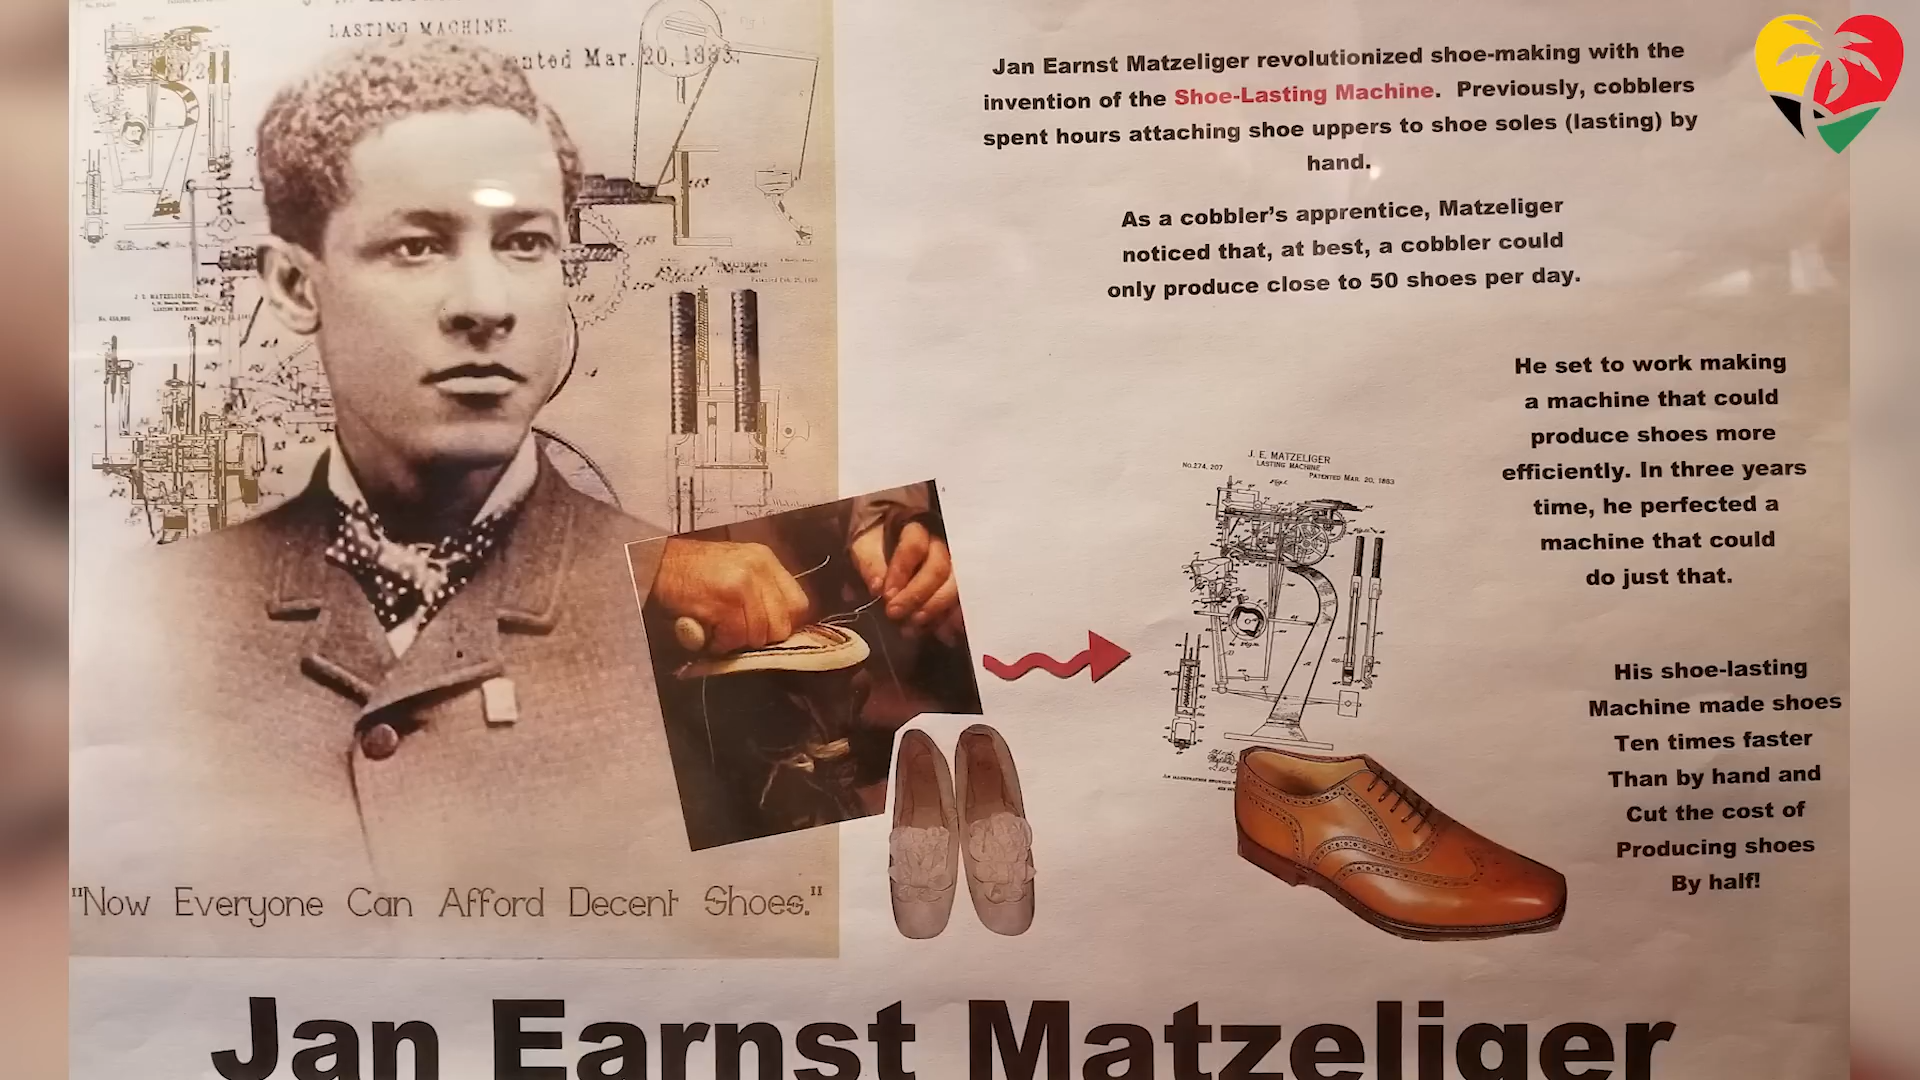 LASTING MACHINE.
ented Mar. 20, 1883.
Jan Earnst Matzeliger revolutionized shoe-making with the
invention of the Shoe-Lasting Machine. Previously, cobblers
spent hours attaching shoe uppers to shoe soles (lasting) by
hand.
As a cobbler's apprentice, Matzeliger
noticed that, at best, a cobbler could
only produce close to 50 shoes per day.
He set to work making
a machine that could
produce shoes more
efficiently. In three years
time, he perfected a
machine that could
do just that.
J. E. MATZELIGER
LASTING MACHINE
No. 274, 207
PATENTED MAR. 20, 1883
His shoe-lasting
Machine made shoes
Ten times faster
Than by hand and
Cut the cost of
Producing shoes
By half!
"Now Everyone Can Afford Decent Shoes."
Jan Earnst Matzeliger